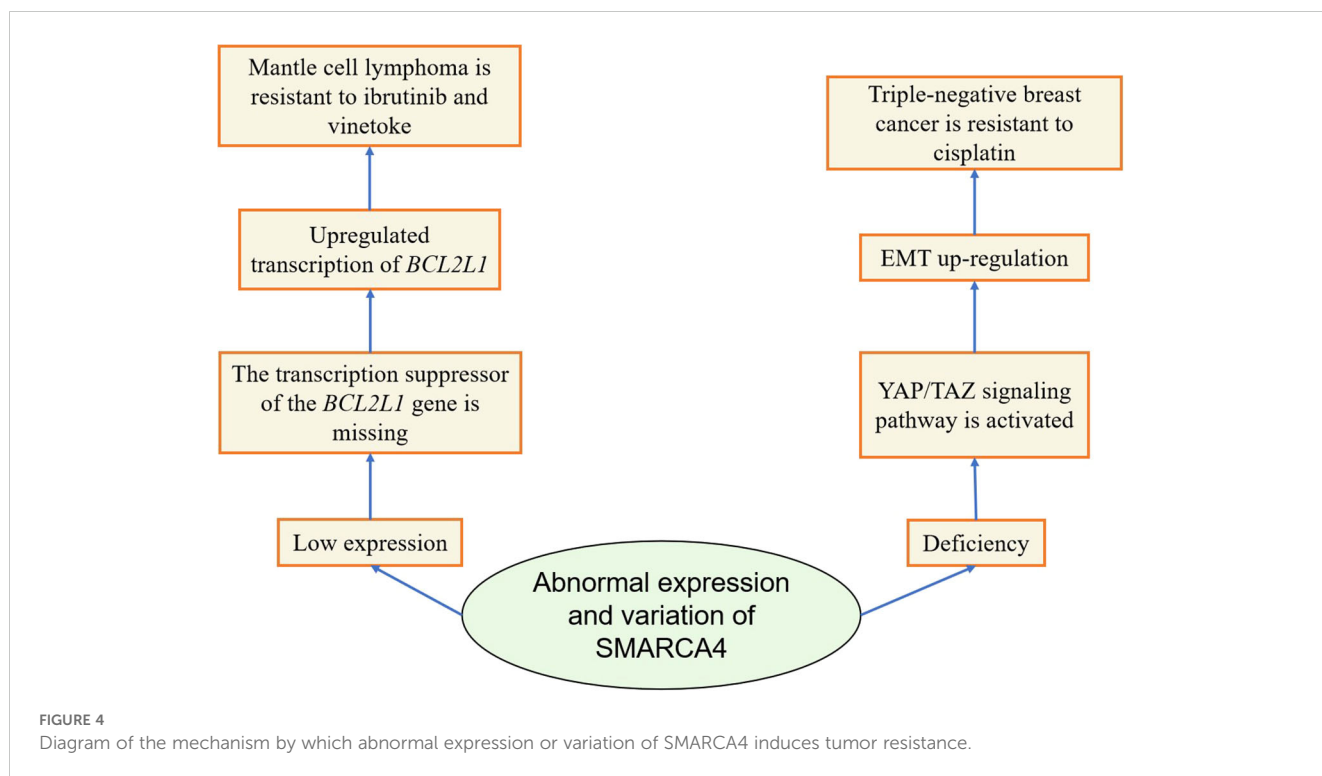 Mantle cell lymphoma is
resistant to ibrutinib and
vinetoke
Upregulated
transcription of BCL2L1
The transcription suppressor
of the BCL2L1 gene is
missing
Low expression
Triple-negative breast
cancer is resistant to
cisplatin
EMT up-regulation
YAP/TAZ signaling
pathway is activated
Deficiency
Abnormal expression
and variation of
SMARCA4
FIGURE 4
Diagram of the mechanism by which abnormal expression or variation of SMARCA4 induces tumor resistance.